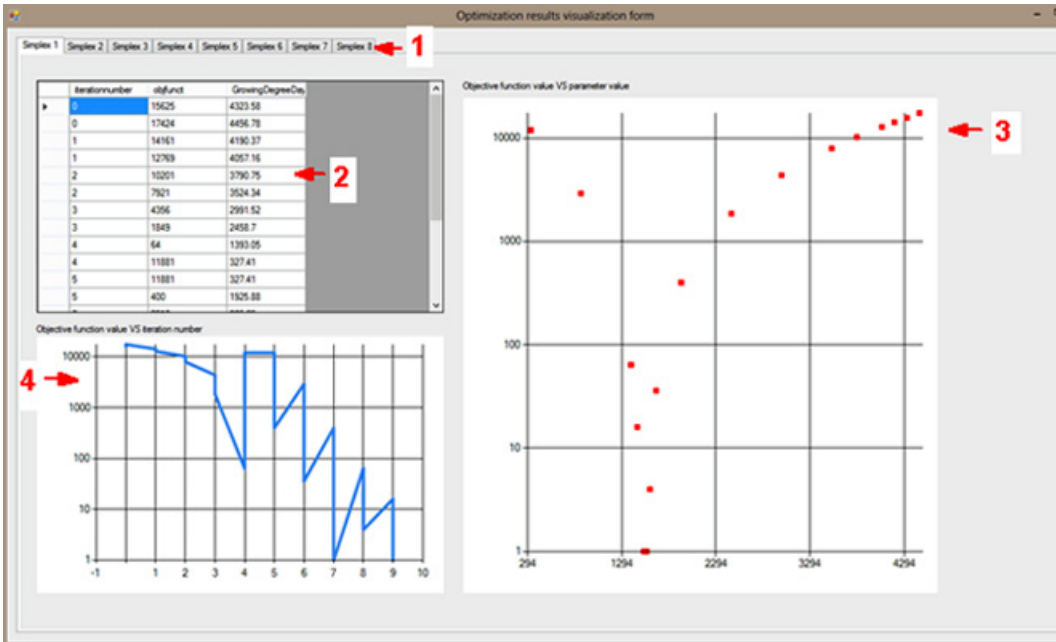 Optimization results visualization form
Simplex 1 Simplex 2 Simplex 3 Simplex 4 Simplex 5 Simplex 6 Simplex 7 Simplex 8
1
iterationnumber objfunct GrowingDegreeDay
0 15625 4323.58
0 17424 4456.78
1 14161 4190.37
1 12769 4057.16
2 10201 3790.75
2 7921 3524.34
3 4356 2991.52
3 1849 2458.7
4 64 1393.05
4 11881 327.41
5 11881 327.41
5 400 1925.88
2
Objective function value VS iteration number
4
10000
1000
100
10
1
-1 1 2 3 4 5 6 7 8 9 10
Objective function value VS parameter value
3
10000
1000
100
10
1
294 1294 2294 3294 4294